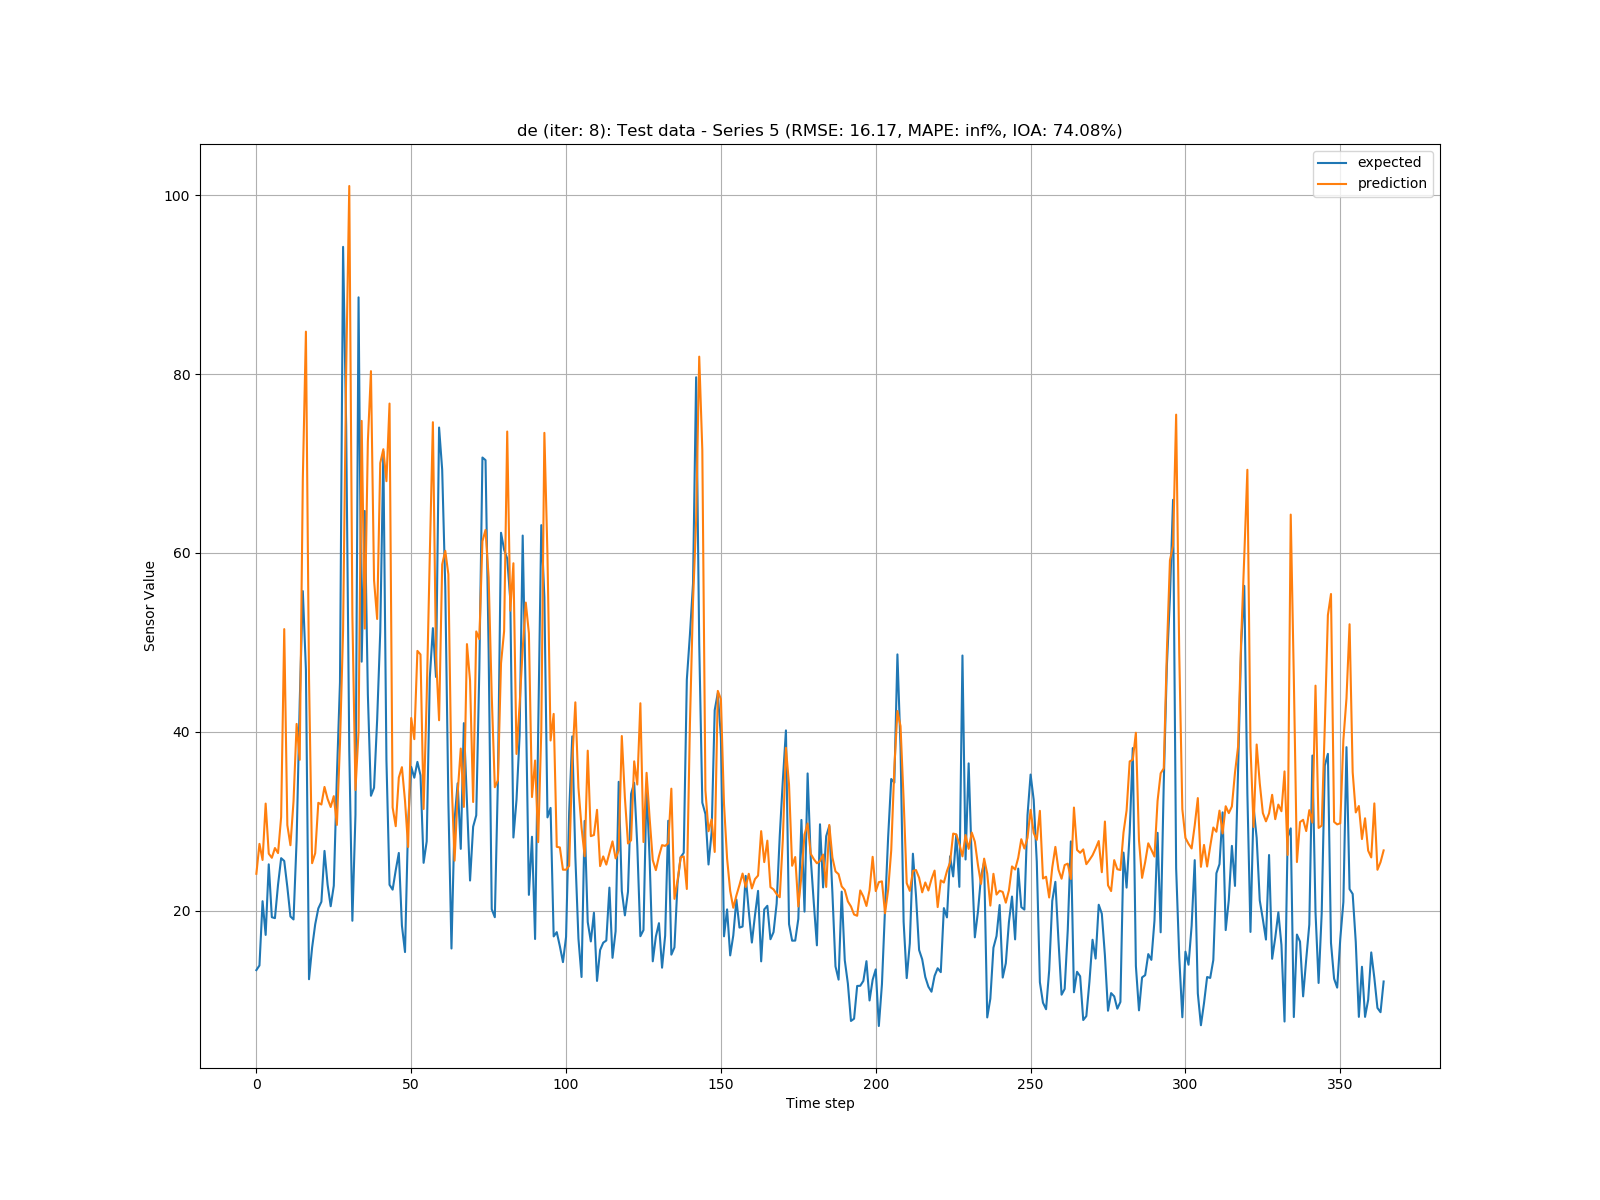 de (iter: 8): Test data - Series 5 (RMSE: 16.17, MAPE: inf%, IOA: 74.08%)
expected
prediction
100
80
60
40
20
Sensor Value
0 50 100 150 200 250 300 350
Time step